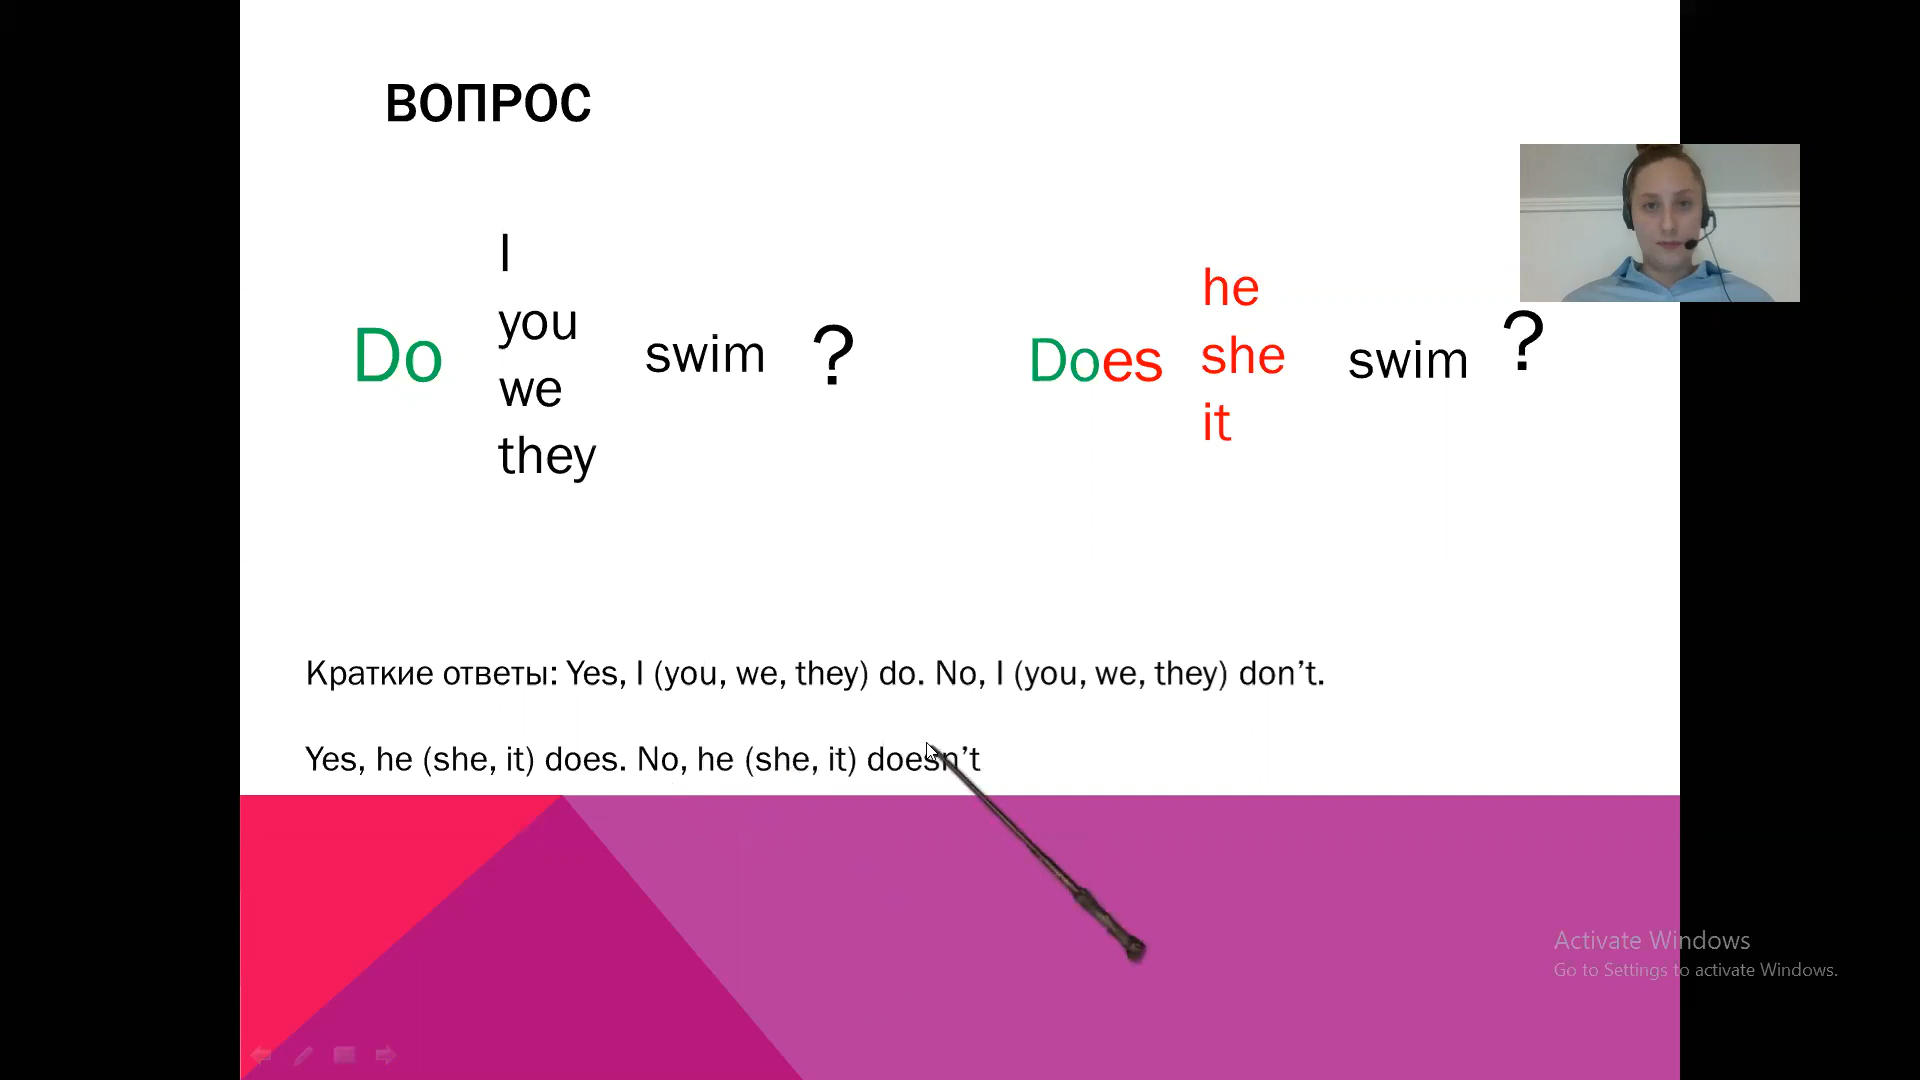 ВОПРОС
Do
I
you
we
they
swim
?
Does
he
she
it
swim
?
Краткие ответы: Yes, I (you, we, they) do. No, I (you, we, they) don’t.
Yes, he (she, it) does. No, he (she, it) doesn’t
Activate Windows
Go to Settings to activate Windows.